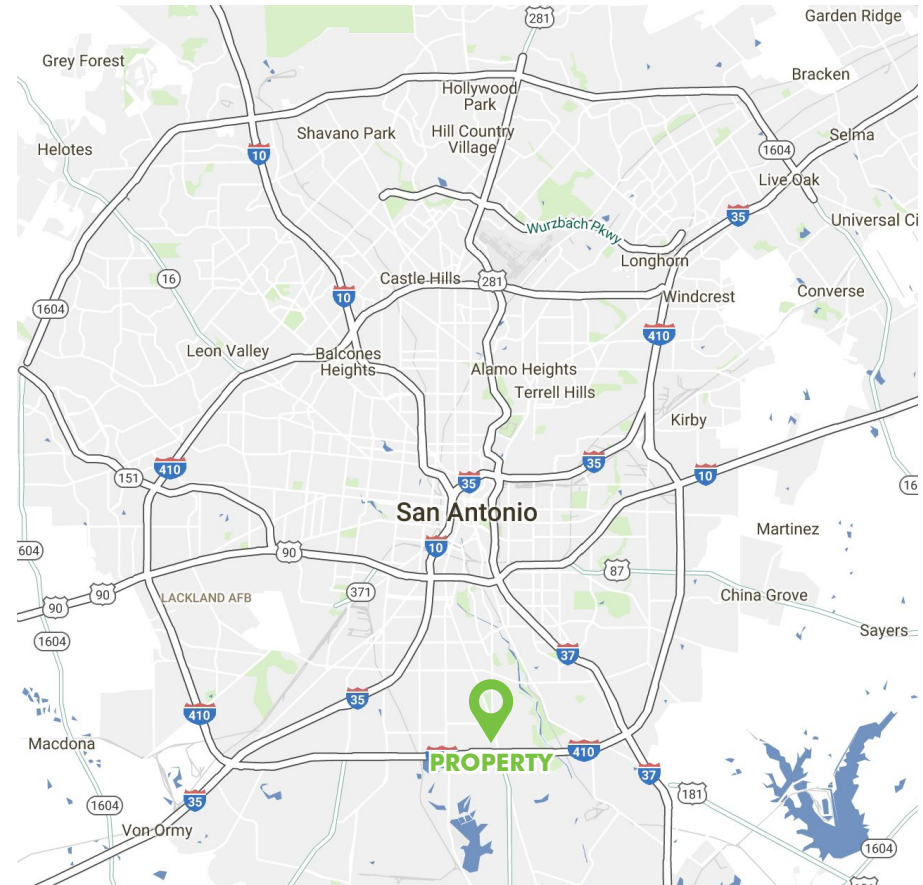 281
Garden Ridge
Grey Forest
Bracken
Hollywood
Park
Shavano Park
Hill Country
Village
Selma
1604
Helotes
10
Live Oak
35
Universal Ci
Wurzbach Pkwy
Longhorn
16
Castle Hills
281
Windcrest
Converse
10
1604
410
Leon Valley
Balcones
Heights
Alamo Heights
Terrell Hills
Kirby
410
151
35
35
10
16
San Antonio
Martinez
10
604
90
87
90
90
371
LACKLAND AFB
China Grove
1604
Sayers
37
35
410
Macdona
410
PROPERTY
37
181
35
1604
Von Ormy
1604